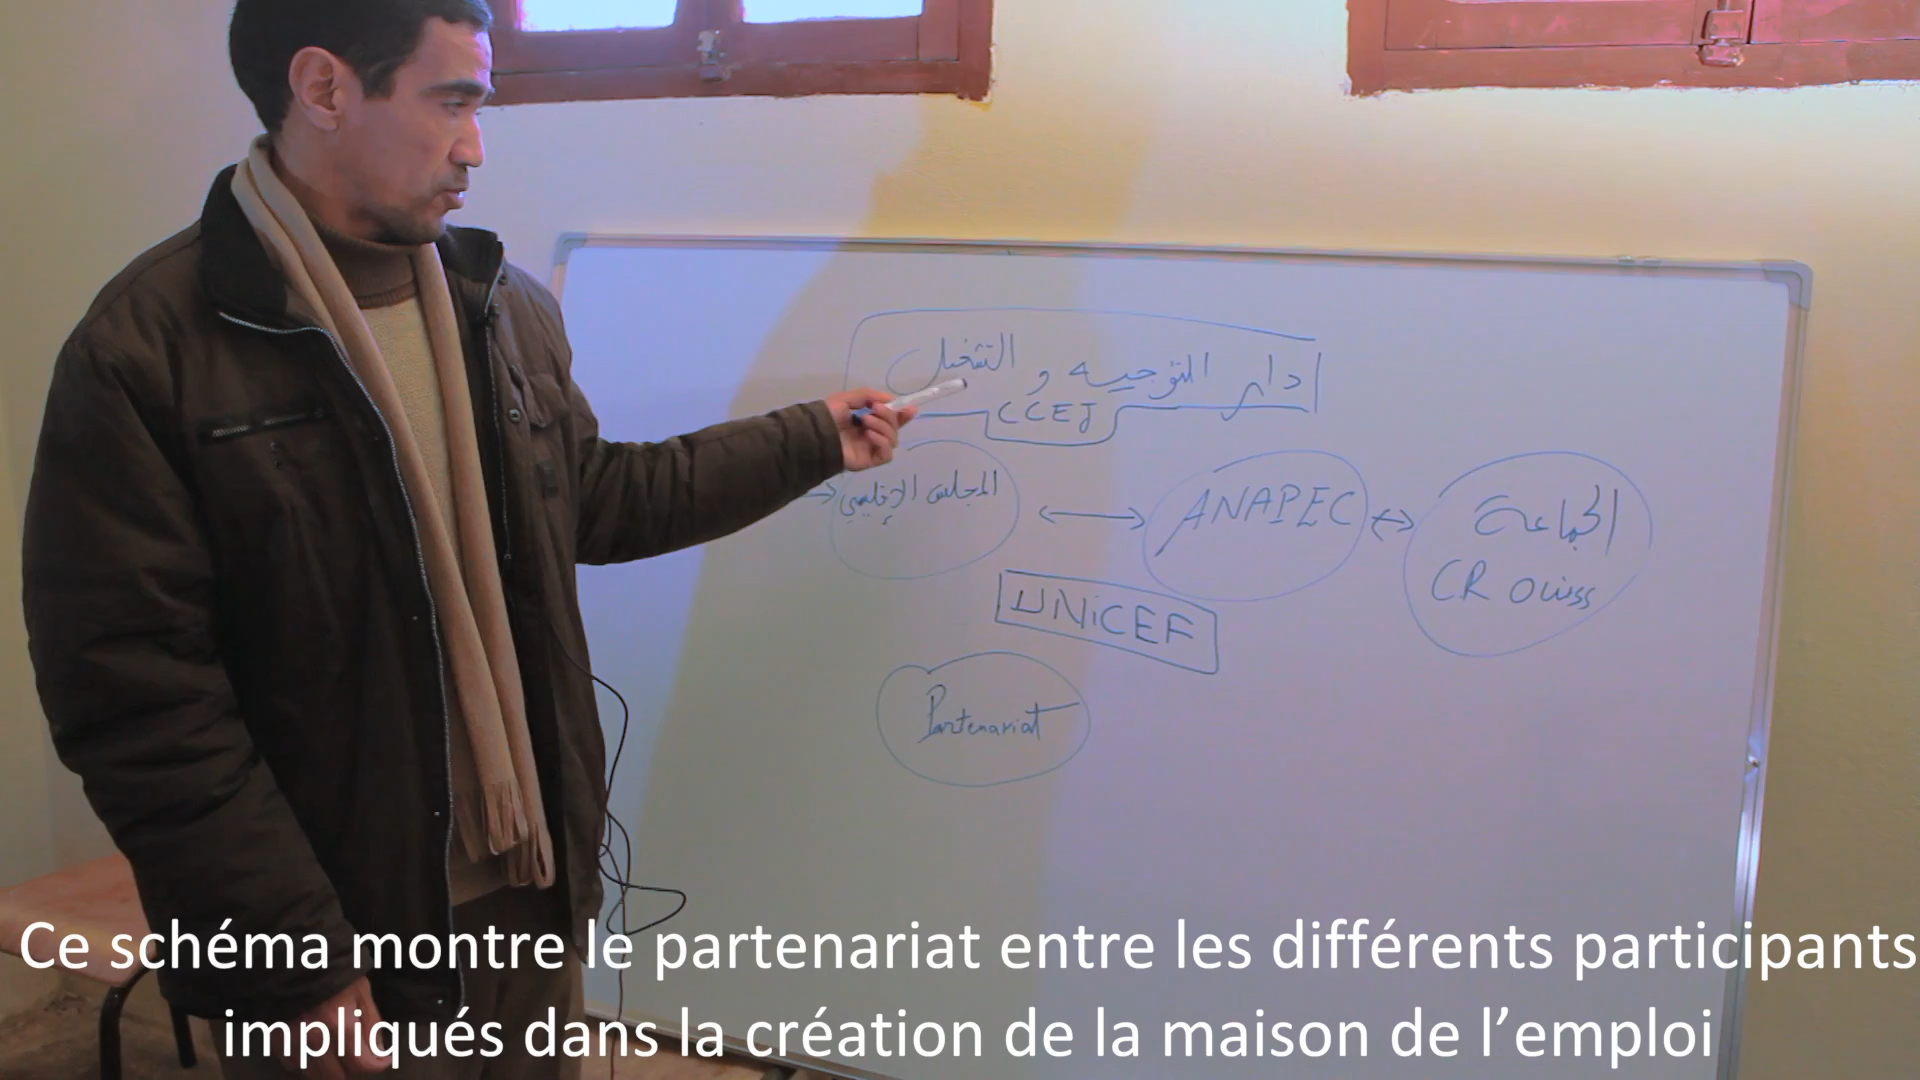 دار التوجيه و التشغيل
CCEJ
المجلس الإقليمي
ANAPEC
الجماعة
CR Ouiss
UNiCEF
Partenariat
Ce schéma montre le partenariat entre les différents participants
impliqués dans la création de la maison de l’emploi